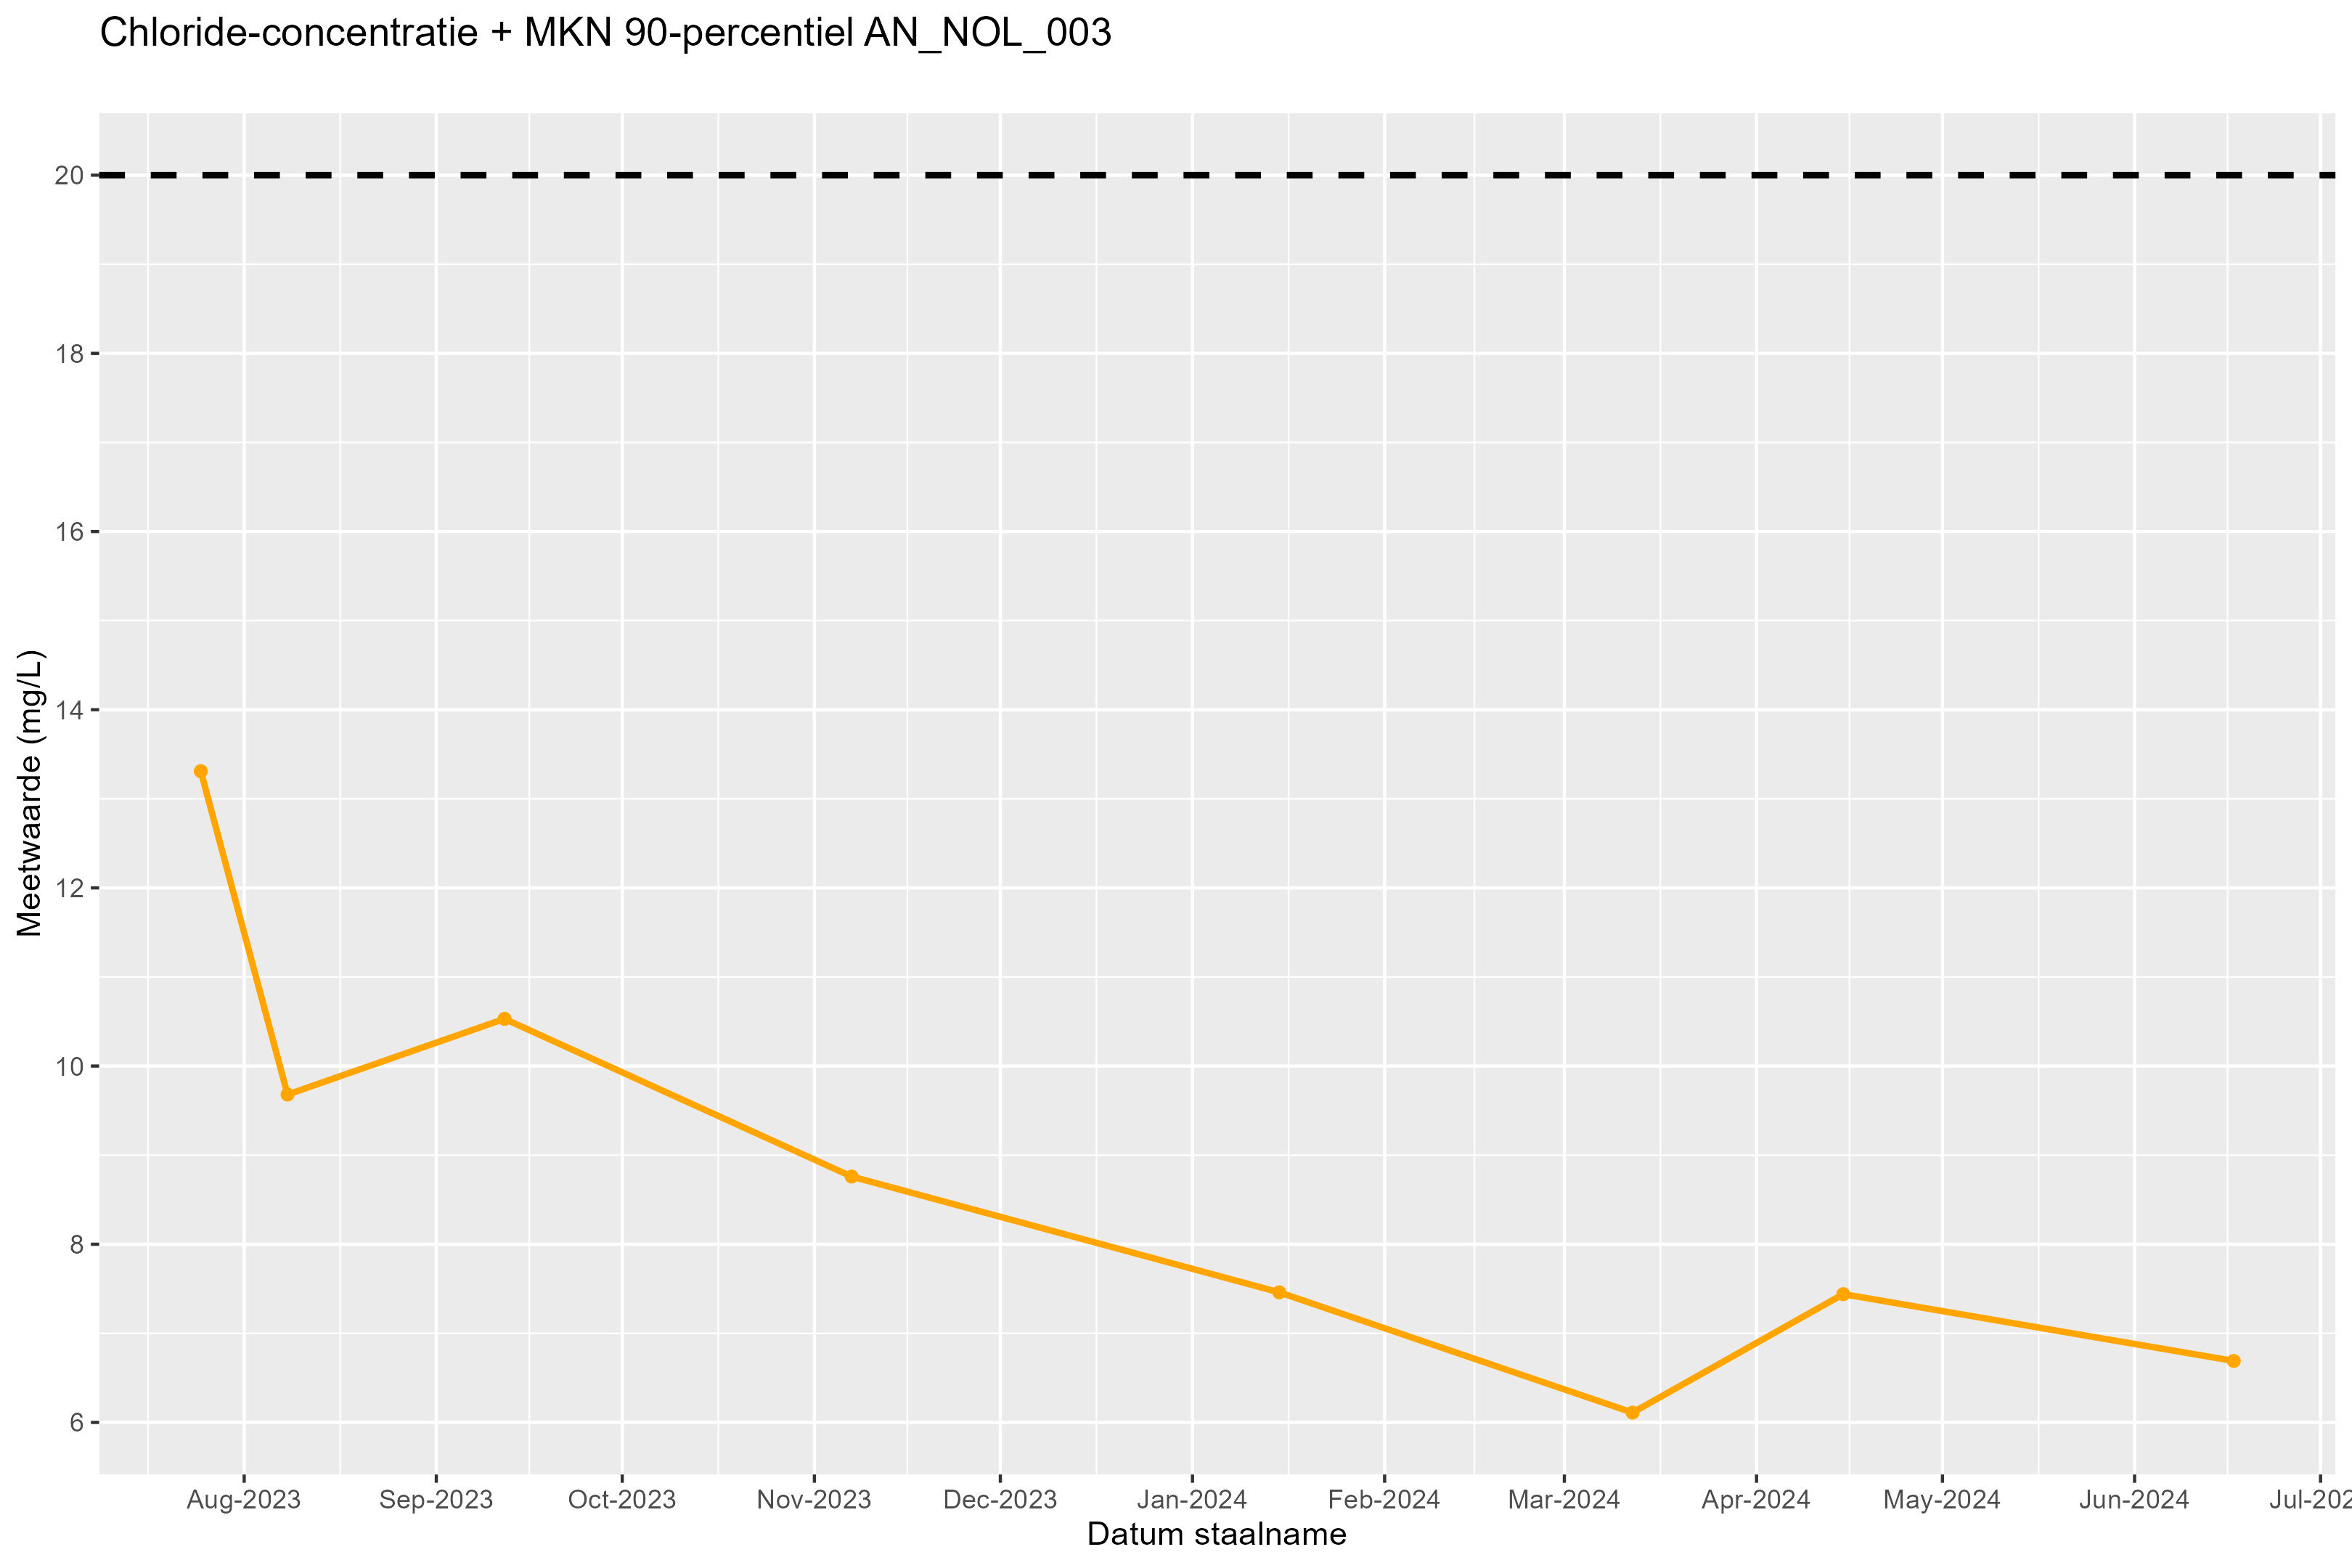 Chloride-concentratie + MKN 90-percentiel AN_NOL_003
Meetwaarde (mg/L)
20
18
16
14
12
10
8
6
Aug-2023 Sep-2023 Oct-2023 Nov-2023 Dec-2023 Jan-2024 Feb-2024 Mar-2024 Apr-2024 May-2024 Jun-2024 Jul-202
Datum staalname